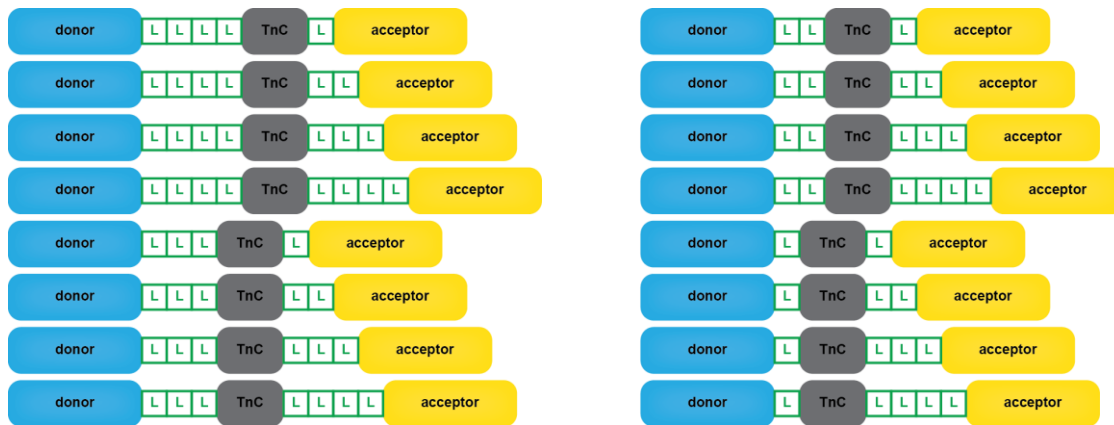 donor L L L L TnC L acceptor
donor L L L L TnC L L acceptor
donor L L L L TnC L L L acceptor
donor L L L L TnC L L L L acceptor
donor L L L TnC L acceptor
donor L L L TnC L L acceptor
donor L L L TnC L L L acceptor
donor L L L TnC L L L L acceptor
donor L L TnC L acceptor
donor L L TnC L L acceptor
donor L L TnC L L L acceptor
donor L L TnC L L L L acceptor
donor L TnC L acceptor
donor L TnC L L acceptor
donor L TnC L L L acceptor
donor L TnC L L L L acceptor